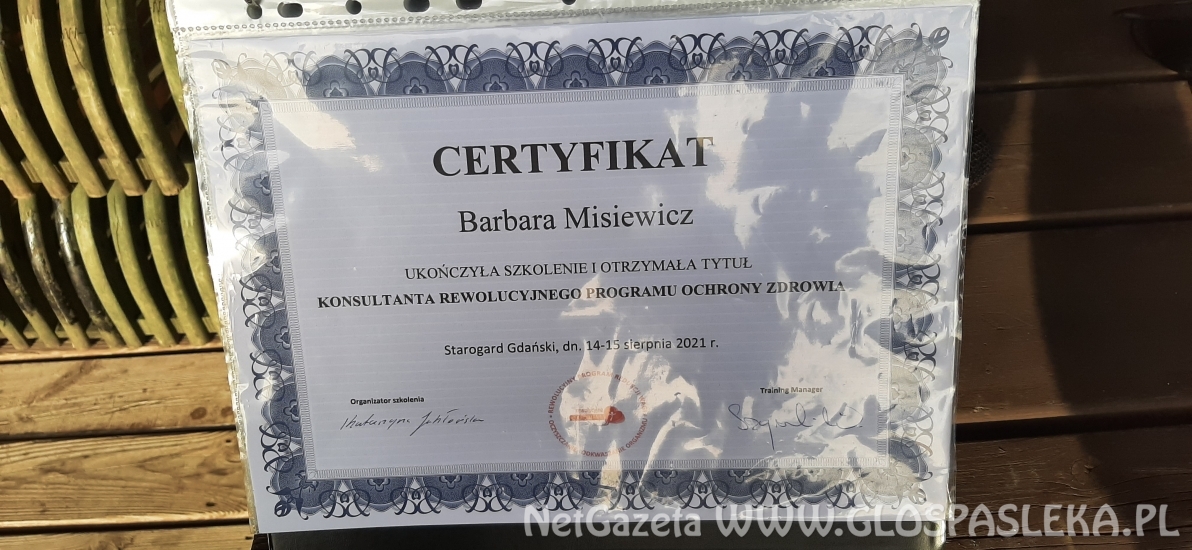 CERTYFIKAT
Barbara Misiewicz
UKOŃCZYŁA SZKOLENIE I OTRZYMAŁA TYTUŁ
KONSULTANTA REWOLUCYJNEGO PROGRAMU OCHRONY ZDROWIA
Starogard Gdański, dn. 14-15 sierpnia 2021 r.
Organizator szkolenia
Training Manager
Katarzyna
NetGazeta WWW.GLOSPASLEKA.PL